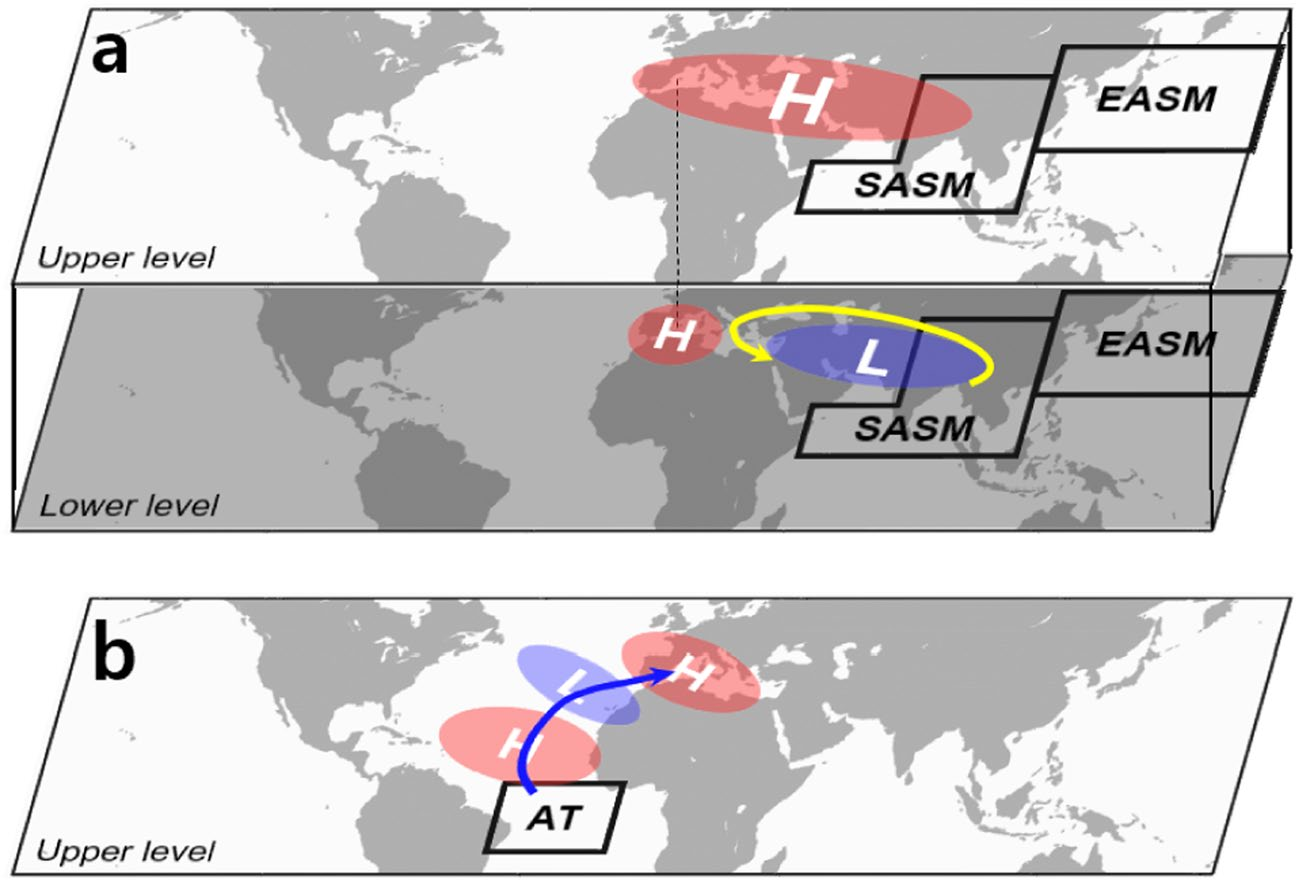 a
H
EASM
SASM
Upper level
H
L
EASM
SASM
Lower level
b
H
L
H
AT
Upper level